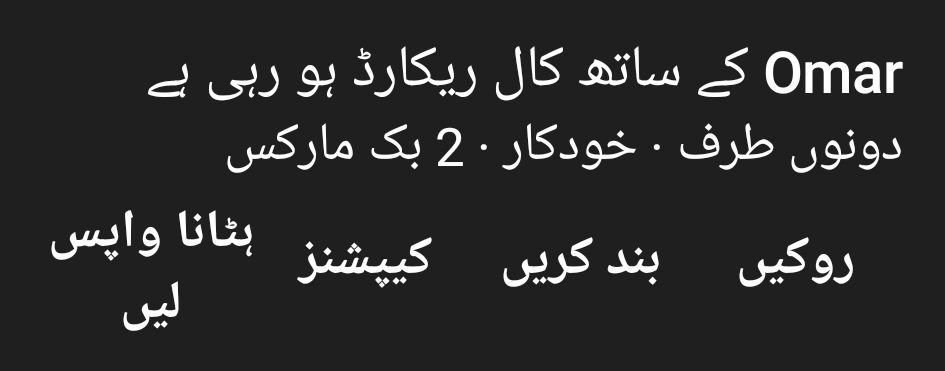 Omar کے ساتھ کال ریکارڈ ہو رہی ہے
دونوں طرف · خودکار · 2 بک مارکس
روکیں
بند کریں
کیپشنز
ہٹانا واپس
لیں